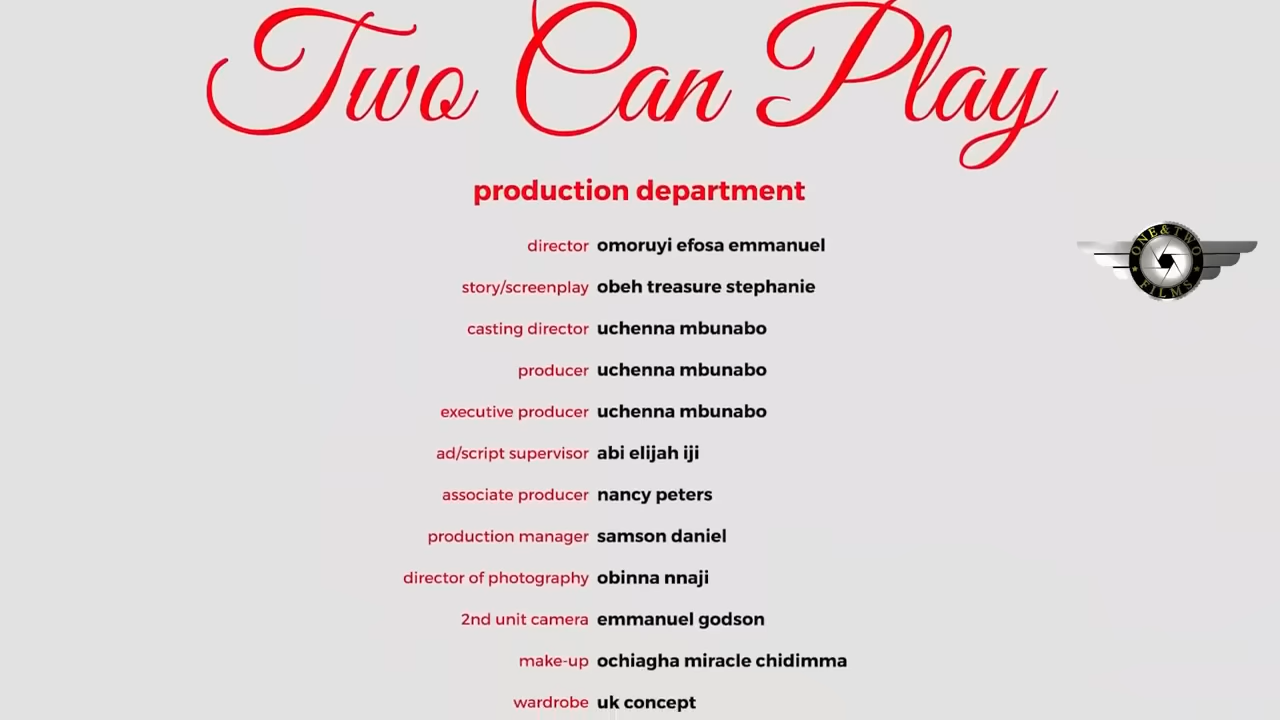 Two Can Play
production department
director omoruyi efosa emmanuel
story/screenplay obeh treasure stephanie
casting director uchenna mbunabo
producer uchenna mbunabo
executive producer uchenna mbunabo
ad/script supervisor abi elijah iji
associate producer nancy peters
production manager samson daniel
director of photography obinna nnaji
2nd unit camera emmanuel godson
make-up ochiagha miracle chidimma
wardrobe uk concept
ONE&TWO
FILMS